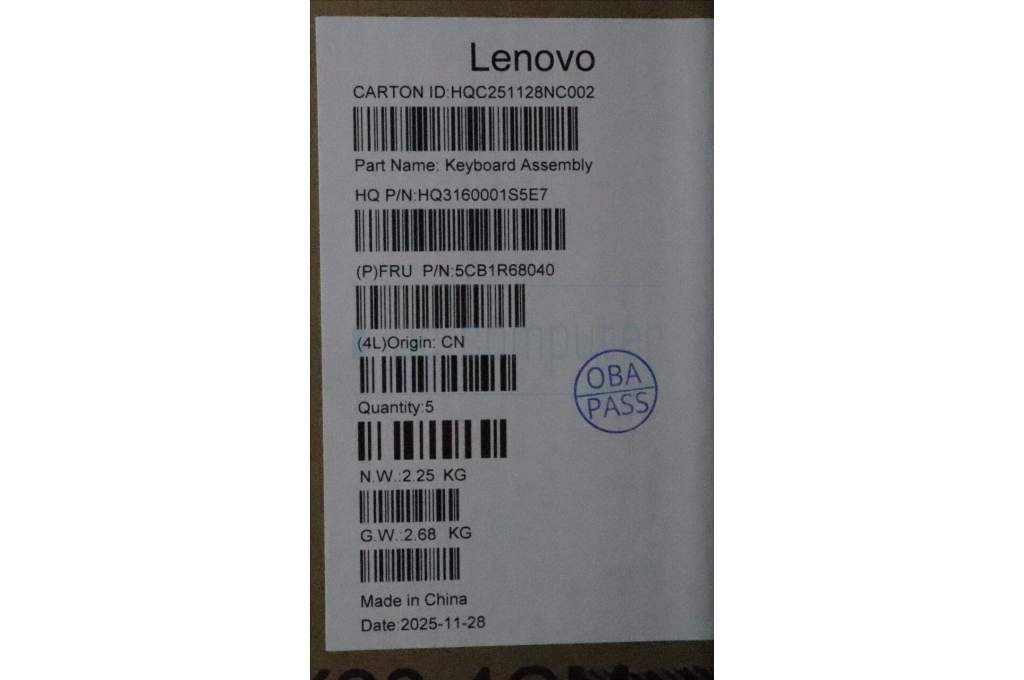 Lenovo
CARTON ID:HQC251128NC002
Part Name: Keyboard Assembly
HQ P/N:HQ3160001S5E7
(P)FRU P/N:5CB1R68040
computer
(4L)Origin: CN
OBA
PASS
Quantity:5
N.W.:2.25 KG
G.W.:2.68 KG
Made in China
Date:2025-11-28